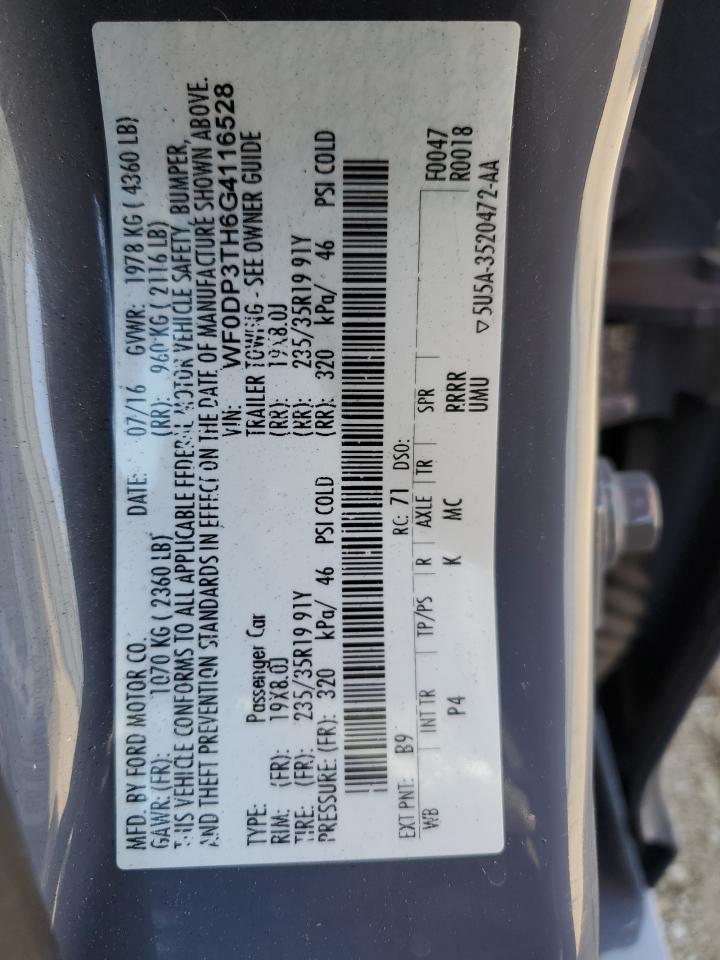 MFD. BY FORD MOTOR CO. DATE: 07/16 GVWR: 1978 KG ( 4360 LB)
GAWR: (FR): 1070 KG ( 2360 LB) (RR): 960 KG ( 2116 LB)
THIS VEHICLE CONFORMS TO ALL APPLICABLE FEDERAL MOTOR VEHICLE SAFETY, BUMPER,
AND THEFT PREVENTION STANDARDS IN EFFECT ON THE DATE OF MANUFACTURE SHOWN ABOVE.
VIN: WF0DP3TH6G4116528
TYPE: Passenger Car TRAILER TOWING - SEE OWNER GUIDE
RIM: (FR): 19X8.0J (RR): 19X8.0J
TIRE: (FR): 235/35R19 91Y (RR): 235/35R19 91Y
PRESSURE: (FR): 320 kPa/ 46 PSI COLD (RR): 320 kPa/ 46 PSI COLD
EXT PNT: B9 RC: 71 DSO:
WB INT TR TP/PS R AXLE TR SPR F0047
P4 K MC RRRR R0018
UMU
▽5U5A-3520472-AA